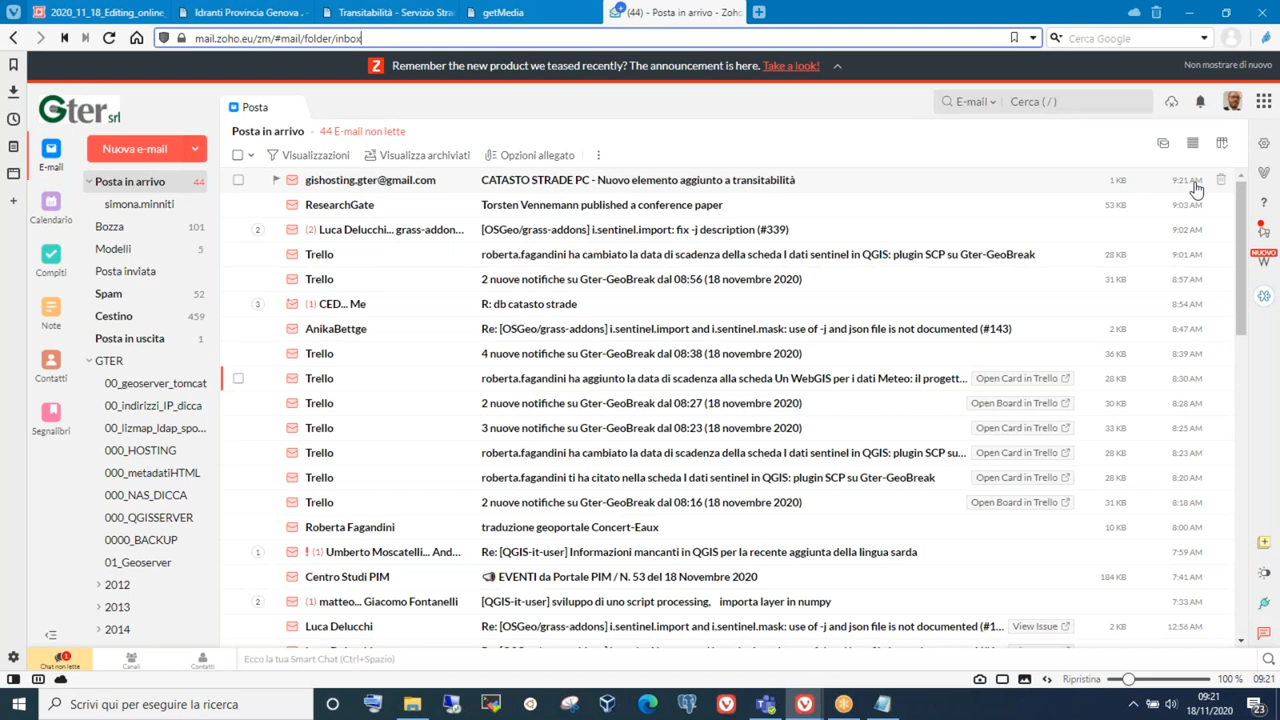 2020_11_18_Editing_online
Idranti Provincia Genova .
Transitabilità - Servizio Stra
getMedia
(44) - Posta in arrivo - Zoho
mail.zoho.eu/zm/#mail/folder/inbox
Cerca Google
Z Remember the new product we teased recently? The announcement is here. Take a look!
Non mostrare di nuovo
Gter srl
Posta
E-mail
Cerca ( / )
Posta in arrivo • 44 E-mail non lette
Nuova e-mail
Visualizzazioni
Visualizza archiviati
Opzioni allegato
E-mail
Calendario
Compiti
Note
Contatti
Segnalibri
Posta in arrivo 44
simona.minniti
Bozza 101
Modelli 5
Posta inviata
Spam 52
Cestino 459
Posta in uscita 1
GTER
00_geoserver_tomcat
00_indirizzi_IP_dicca
00_lizmap_ldap_spo...
000_HOSTING
000_metadatiHTML
000_NAS_DICCA
000_QGISSERVER
0000_BACKUP
01_Geoserver
2012
2013
2014
gishosting.gter@gmail.com CATASTO STRADE PC - Nuovo elemento aggiunto a transitabilità 1 KB 9:21 AM
ResearchGate Torsten Vennemann published a conference paper 53 KB 9:03 AM
2 (2) Luca Delucchi... grass-addon... [OSGeo/grass-addons] i.sentinel.import: fix -j description (#339) 9:02 AM
Trello roberta.fagandini ha cambiato la data di scadenza della scheda I dati sentinel in QGIS: plugin SCP su Gter-GeoBreak 28 KB 9:01 AM
Trello 2 nuove notifiche su Gter-GeoBreak dal 08:56 (18 novembre 2020) 31 KB 8:57 AM
3 (1) CED... Me R: db catasto strade 8:54 AM
AnikaBettge Re: [OSGeo/grass-addons] i.sentinel.import and i.sentinel.mask: use of -j and json file is not documented (#143) 2 KB 8:47 AM
Trello 4 nuove notifiche su Gter-GeoBreak dal 08:38 (18 novembre 2020) 36 KB 8:39 AM
Trello roberta.fagandini ha aggiunto la data di scadenza alla scheda Un WebGIS per i dati Meteo: il progett... Open Card in Trello 28 KB 8:30 AM
Trello 2 nuove notifiche su Gter-GeoBreak dal 08:27 (18 novembre 2020) Open Board in Trello 30 KB 8:28 AM
Trello 3 nuove notifiche su Gter-GeoBreak dal 08:23 (18 novembre 2020) Open Card in Trello 33 KB 8:25 AM
Trello roberta.fagandini ha cambiato la data di scadenza della scheda I dati sentinel in QGIS: plugin SCP su... Open Card in Trello 28 KB 8:23 AM
Trello roberta.fagandini ti ha citato nella scheda I dati sentinel in QGIS: plugin SCP su Gter-GeoBreak Open Card in Trello 31 KB 8:20 AM
Trello 2 nuove notifiche su Gter-GeoBreak dal 08:16 (18 novembre 2020) Open Board in Trello 31 KB 8:18 AM
Roberta Fagandini traduzione geoportale Concert-Eaux 10 KB 8:00 AM
1 ! (1) Umberto Moscatelli... And... Re: [QGIS-it-user] Informazioni mancanti in QGIS per la recente aggiunta della lingua sarda 7:59 AM
Centro Studi PIM EVENTI da Portale PIM / N. 53 del 18 Novembre 2020 184 KB 7:41 AM
2 (1) matteo... Giacomo Fontanelli [QGIS-it-user] sviluppo di uno script processing, importa layer in numpy 7:33 AM
Luca Delucchi Re: [OSGeo/grass-addons] i.sentinel.import and i.sentinel.mask: use of -j and json file is not documented (#1... View Issue 2 KB 12:56 AM
NUOVO
Chat non lette 1
Canali
Contatti
Ecco la tua Smart Chat (Ctrl+Spazio)
Ripristina 100 % 09:21
Scrivi qui per eseguire la ricerca
09:21
18/11/2020
23